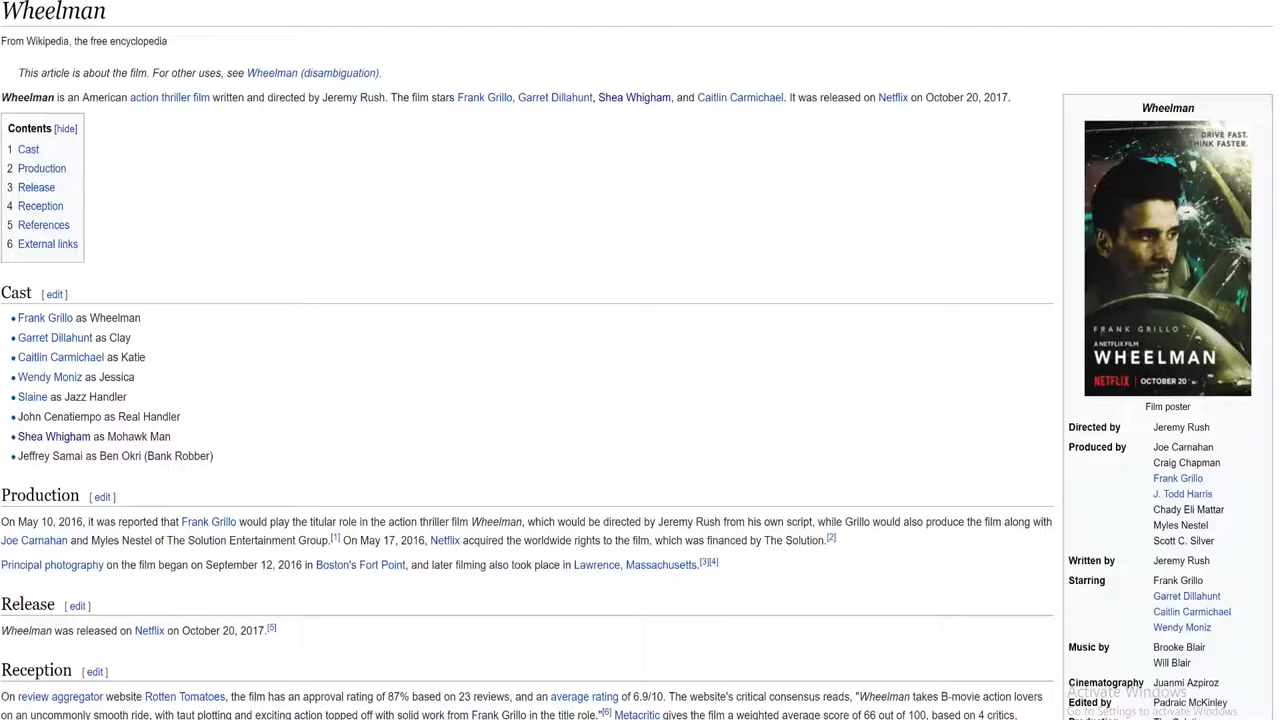 Wheelman
From Wikipedia, the free encyclopedia
This article is about the film. For other uses, see Wheelman (disambiguation).
Wheelman is an American action thriller film written and directed by Jeremy Rush. The film stars Frank Grillo, Garret Dillahunt, Shea Whigham, and Caitlin Carmichael. It was released on Netflix on October 20, 2017.
Contents [hide]
1 Cast
2 Production
3 Release
4 Reception
5 References
6 External links
Cast [ edit ]
• Frank Grillo as Wheelman
• Garret Dillahunt as Clay
• Caitlin Carmichael as Katie
• Wendy Moniz as Jessica
• Slaine as Jazz Handler
• John Cenatiempo as Real Handler
• Shea Whigham as Mohawk Man
• Jeffrey Samai as Ben Okri (Bank Robber)
Production [ edit ]
On May 10, 2016, it was reported that Frank Grillo would play the titular role in the action thriller film Wheelman, which would be directed by Jeremy Rush from his own script, while Grillo would also produce the film along with
Joe Carnahan and Myles Nestel of The Solution Entertainment Group.[1] On May 17, 2016, Netflix acquired the worldwide rights to the film, which was financed by The Solution.[2]
Principal photography on the film began on September 12, 2016 in Boston's Fort Point, and later filming also took place in Lawrence, Massachusetts.[3][4]
Release [ edit ]
Wheelman was released on Netflix on October 20, 2017.[5]
Reception [ edit ]
On review aggregator website Rotten Tomatoes, the film has an approval rating of 87% based on 23 reviews, and an average rating of 6.9/10. The website's critical consensus reads, "Wheelman takes B-movie action lovers
on an uncommonly smooth ride, with taut plotting and exciting action topped off with solid work from Frank Grillo in the title role."[6] Metacritic gives the film a weighted average score of 66 out of 100, based on 4 critics,
Wheelman
DRIVE FAST.
THINK FASTER.
FRANK GRILLO
A NETFLIX FILM
WHEELMAN
NETFLIX | OCTOBER 20
Film poster
Directed by Jeremy Rush
Produced by Joe Carnahan
Craig Chapman
Frank Grillo
J. Todd Harris
Chady Eli Mattar
Myles Nestel
Scott C. Silver
Written by Jeremy Rush
Starring Frank Grillo
Garret Dillahunt
Caitlin Carmichael
Wendy Moniz
Music by Brooke Blair
Will Blair
Cinematography Juanmi Azpiroz
Activate Windows
Edited by Padraic McKinley
Go to Settings to activate Windows